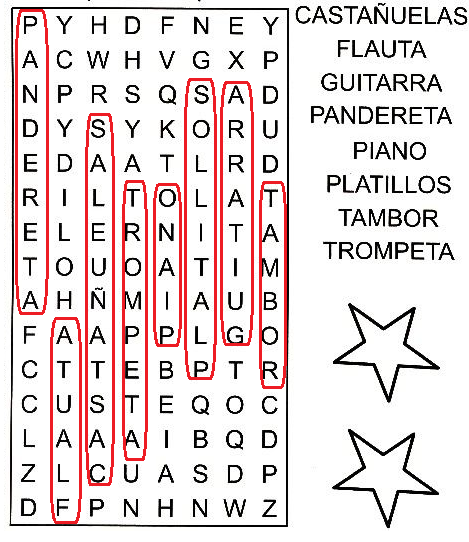 P Y H D F N E Y
A C W H V G X P
N P R S Q S A D
D Y S Y K O R U
E D A A T L R D
R I L T O L A T
E L E R N I T A
T O U O A T I M
A H Ñ M I A U B
F A A P P L G O
C T T E B P T R
C U S T E Q O C
L A A A I B Q D
Z L C U A S D P
D F P N H N W Z
CASTAÑUELAS
FLAUTA
GUITARRA
PANDERETA
PIANO
PLATILLOS
TAMBOR
TROMPETA